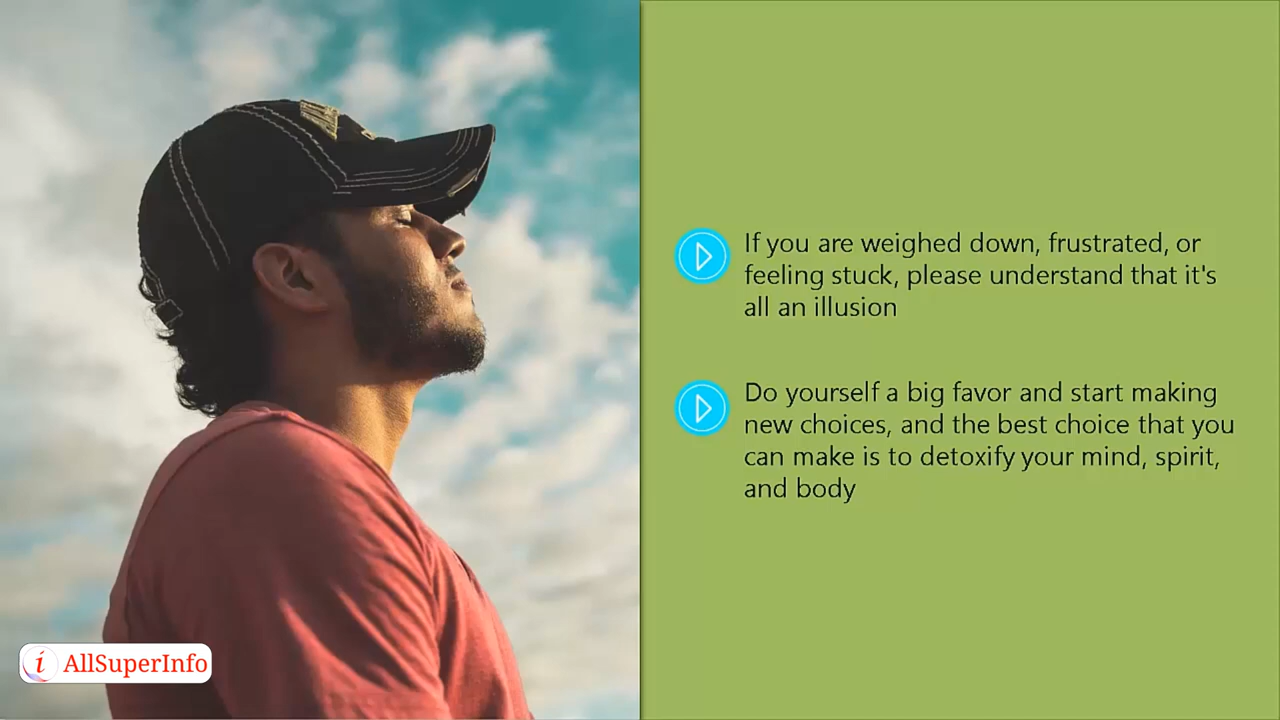 If you are weighed down, frustrated, or
feeling stuck, please understand that it's
all an illusion
Do yourself a big favor and start making
new choices, and the best choice that you
can make is to detoxify your mind, spirit,
and body
i AllSuperInfo